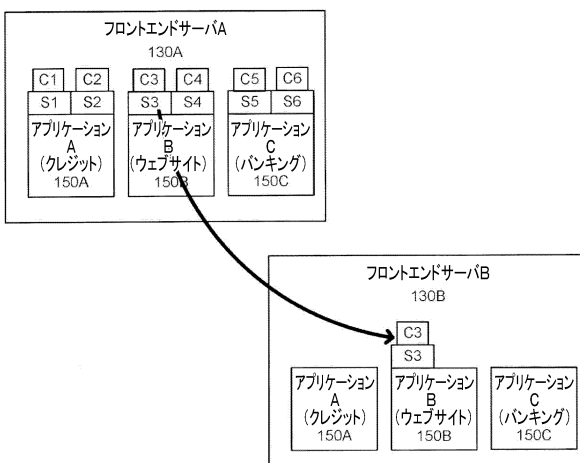 フロントエンドサーバA
130A
C1 C2 C3 C4 C5 C6
S1 S2 S3 S4 S5 S6
アプリケーション アプリケーション アプリケーション
A B C
(クレジット) (ウェブサイト) (バンキング)
150A 150B 150C
フロントエンドサーバB
130B
C3
S3
アプリケーション アプリケーション アプリケーション
A B C
(クレジット) (ウェブサイト) (バンキング)
150A 150B 150C